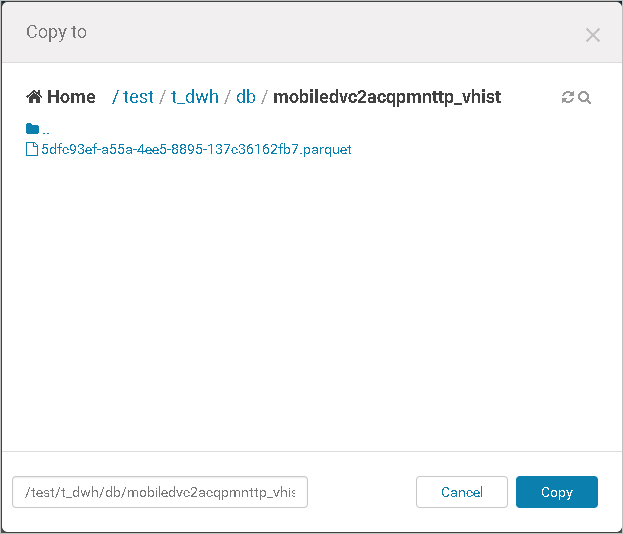 Copy to
Home / test / t_dwh / db / mobiledvc2acqpmnttp_vhist
..
5dfc93ef-a55a-4ee5-8895-137c36162fb7.parquet
/test/t_dwh/db/mobiledvc2acqpmnttp_vhis
Cancel
Copy